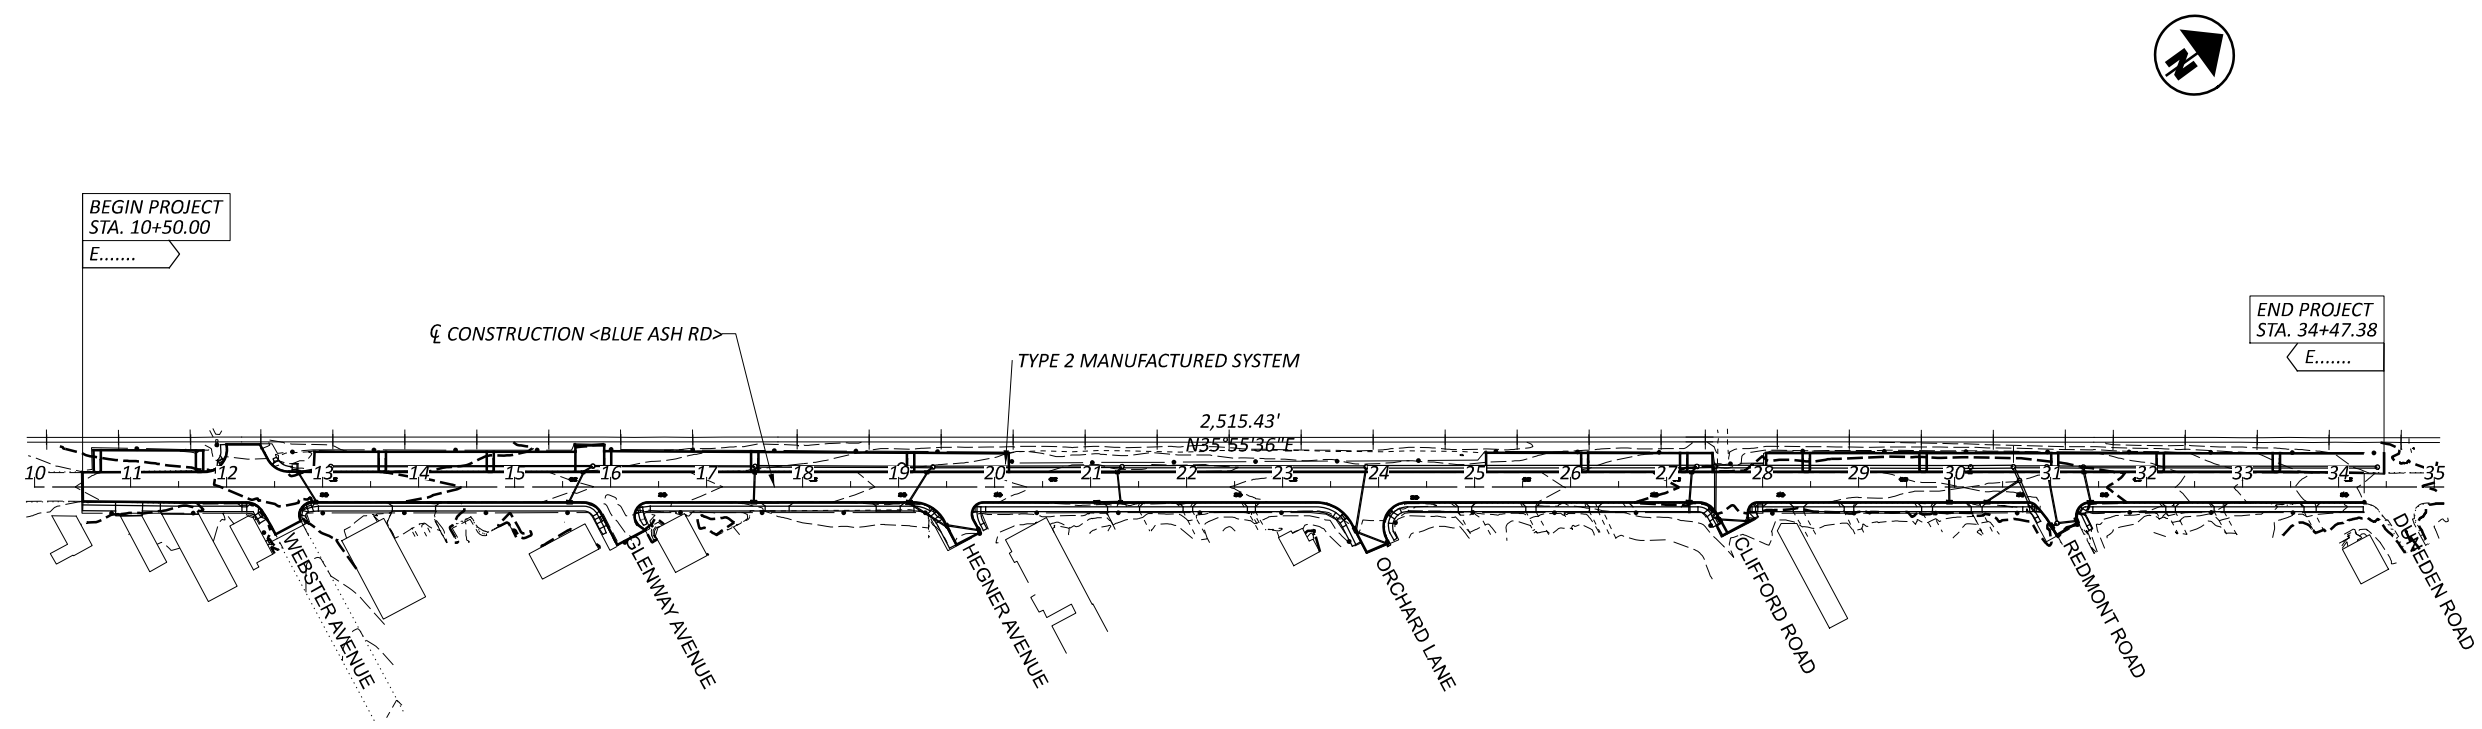 N
BEGIN PROJECT
STA. 10+50.00
E.......
END PROJECT
STA. 34+47.38
E.......
℄ CONSTRUCTION <BLUE ASH RD>
TYPE 2 MANUFACTURED SYSTEM
2,515.43'
N35°55'36"E
10 11 12 13 14 15 16 17 18 19 20 21 22 23 24 25 26 27 28 29 30 31 32 33 34 35
WEBSTER AVENUE
GLENWAY AVENUE
HEGNER AVENUE
ORCHARD LANE
CLIFFORD ROAD
REDMONT ROAD
DUNEDEN ROAD